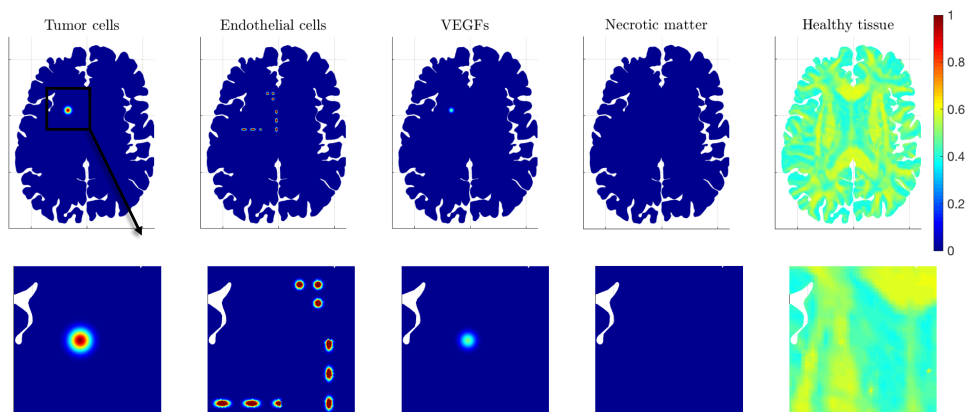 Tumor cells
Endothelial cells
VEGFs
Necrotic matter
Healthy tissue
1
0.8
0.6
0.4
0.2
0